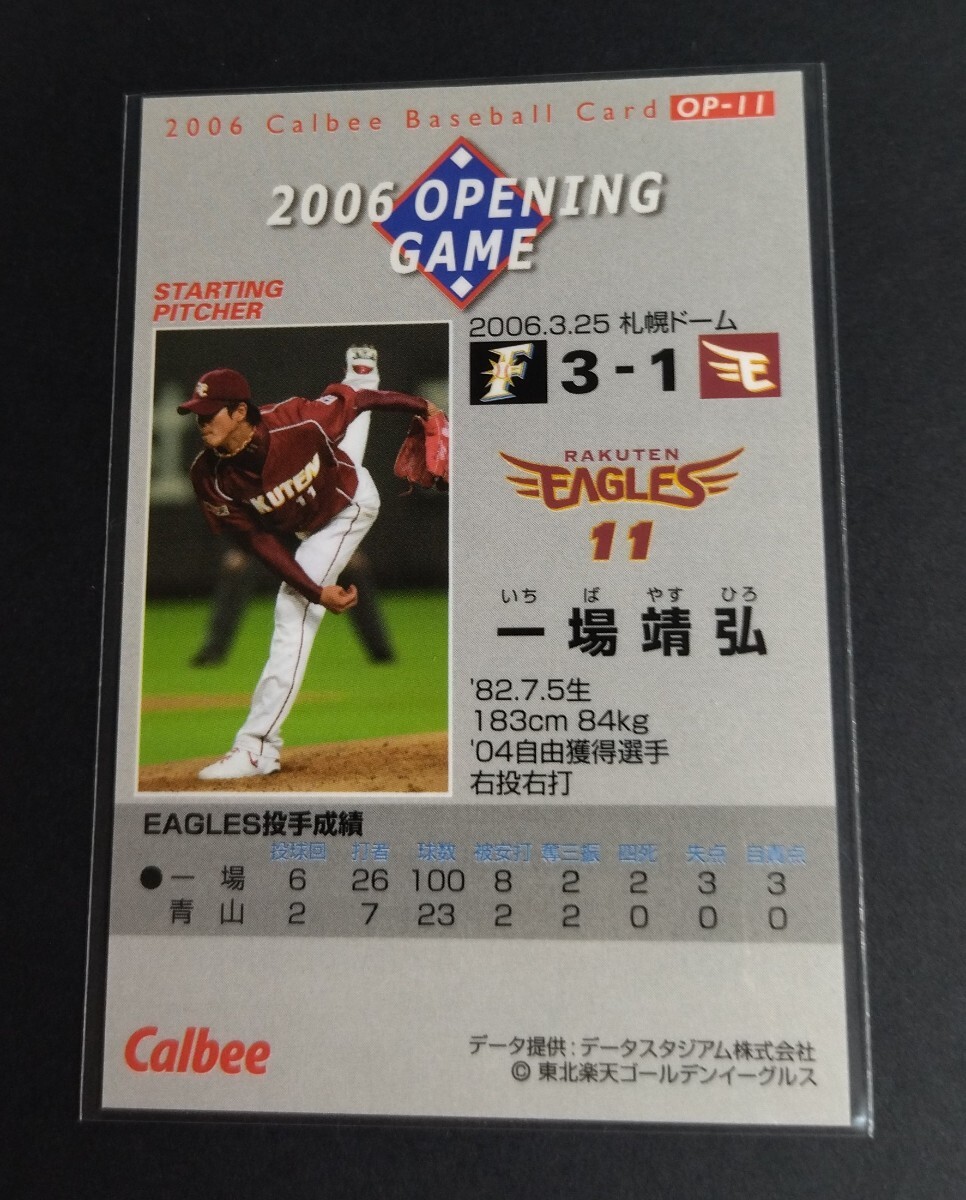 2006 Calbee Baseball Card OP-11
2006 OPENING
GAME
STARTING
PITCHER
2006.3.25 札幌ドーム
F 3 - 1 E
KUTEN
11
RAKUTEN
EAGLES
11
いち ば やす ひろ
一場靖弘
'82.7.5生
183cm 84kg
'04自由獲得選手
右投右打
EAGLES投手成績
投球回 打者 球数 被安打 奪三振 四死 失点 自責点
●一場 6 26 100 8 2 2 3 3
青山 2 7 23 2 2 0 0 0
Calbee
データ提供:データスタジアム株式会社
© 東北楽天ゴールデンイーグルス